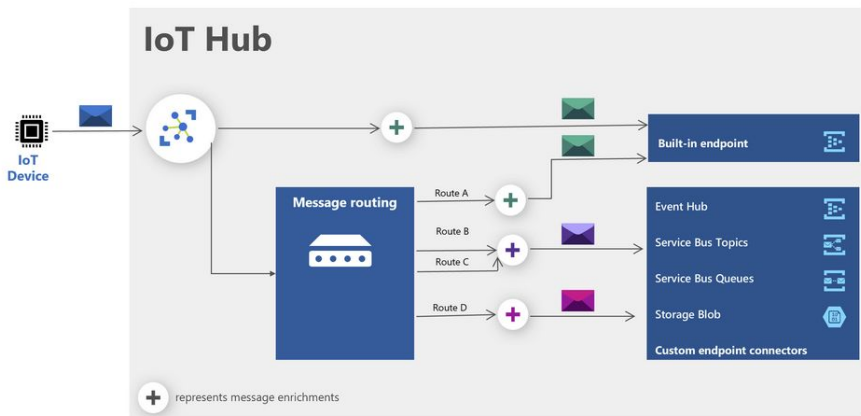 IoT Hub
IoT
Device
Built-in endpoint
Message routing
Route A
Route B
Route C
Route D
Event Hub
Service Bus Topics
Service Bus Queues
Storage Blob
Custom endpoint connectors
represents message enrichments